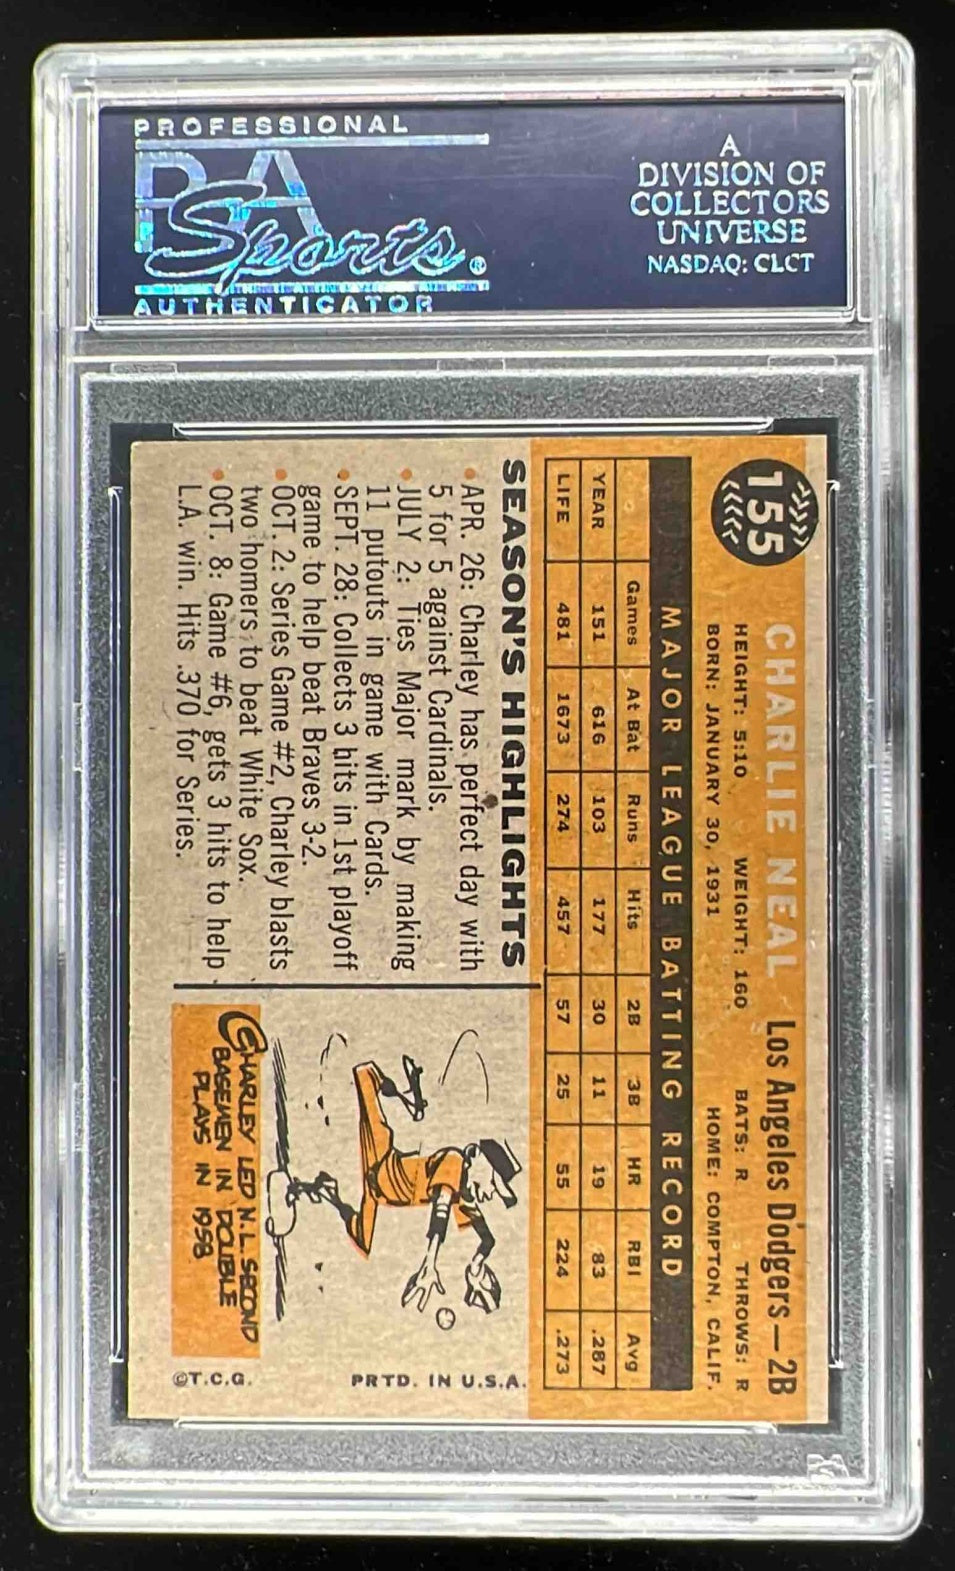 PROFESSIONAL
PSA
Sports®
AUTHENTICATOR
A
DIVISION OF
COLLECTORS
UNIVERSE
NASDAQ: CLCT
155
CHARLIE NEAL Los Angeles Dodgers—2B
HEIGHT: 5:10 WEIGHT: 160 BATS: R THROWS: R
BORN: JANUARY 30, 1931 HOME: COMPTON, CALIF.
MAJOR LEAGUE BATTING RECORD
Games At Bat Runs Hits 2B 3B HR RBI Avg
YEAR 151 616 103 177 30 11 19 83 .287
LIFE 481 1673 274 457 57 25 55 224 .273
SEASON'S HIGHLIGHTS
• APR. 26: Charley has perfect day with
5 for 5 against Cardinals.
• JULY 2: Ties Major mark by making
11 putouts in game with Cards.
• SEPT. 28: Collects 3 hits in 1st playoff
game to help beat Braves 3-2.
• OCT. 2: Series Game #2, Charley blasts
two homers to beat White Sox.
• OCT. 8: Game #6, gets 3 hits to help
L.A. win. Hits .370 for Series.
CHARLEY LED N.L. SECOND
BASEMEN IN DOUBLE
PLAYS IN 1958
©T.C.G. PRTD. IN U.S.A.